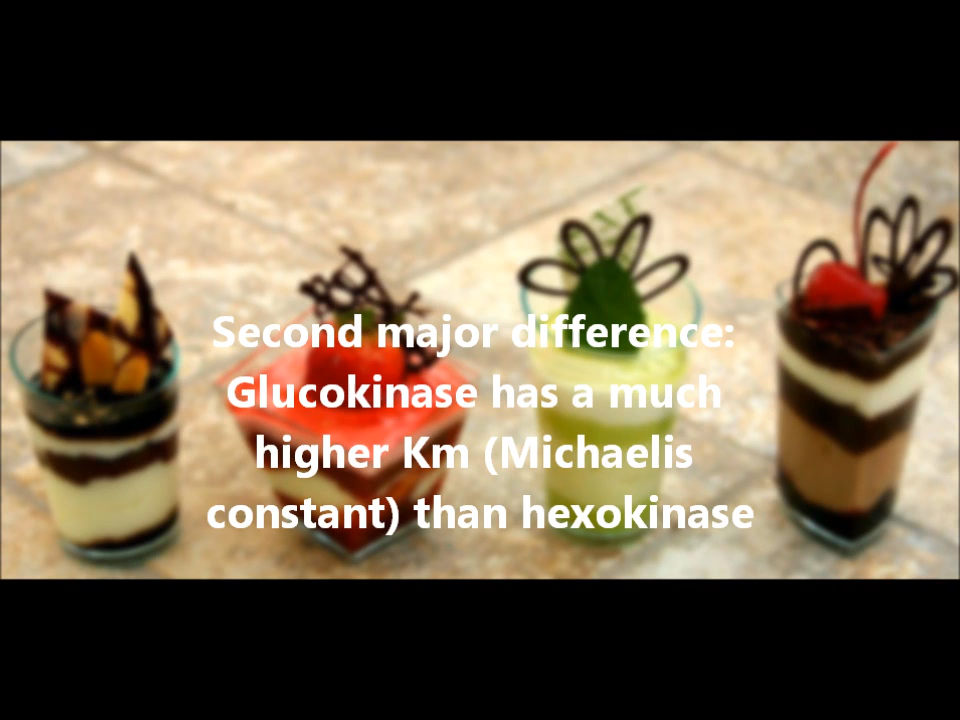 Second major difference:
Glucokinase has a much
higher Km (Michaelis
constant) than hexokinase